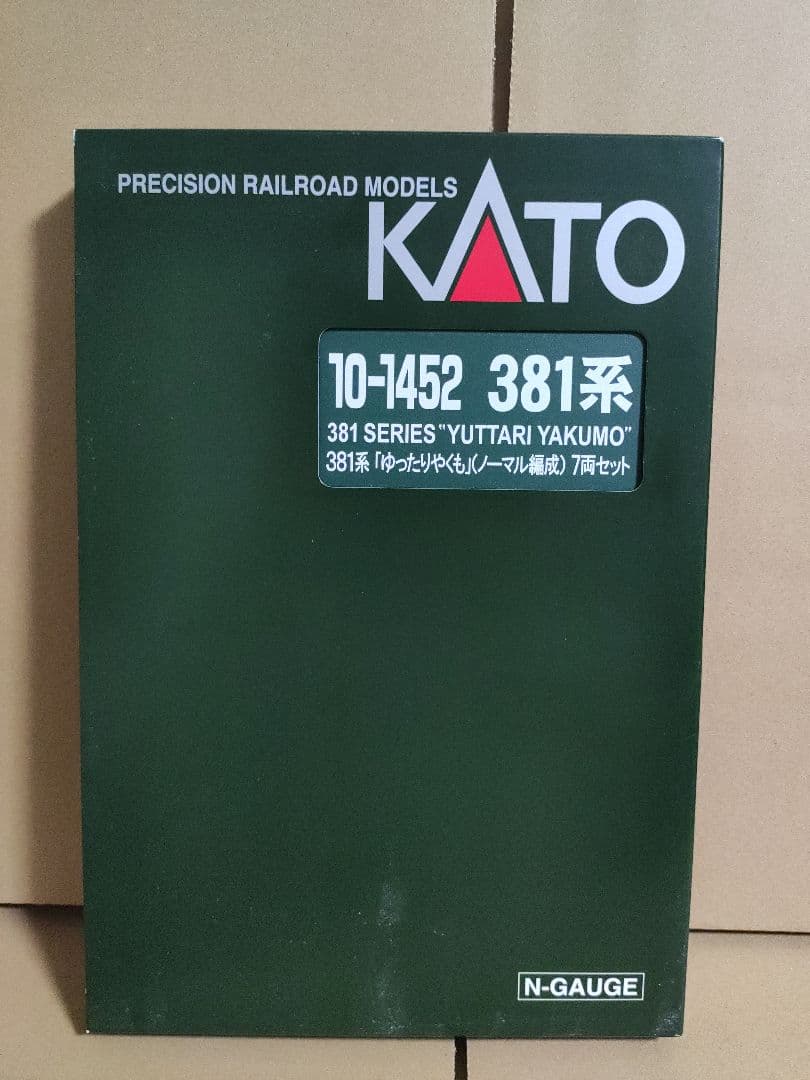 PRECISION RAILROAD MODELS
KATO
10-1452 381系
381 SERIES "YUTTARI YAKUMO"
381系「ゆったりやくも」(ノーマル編成) 7両セット
N-GAUGE